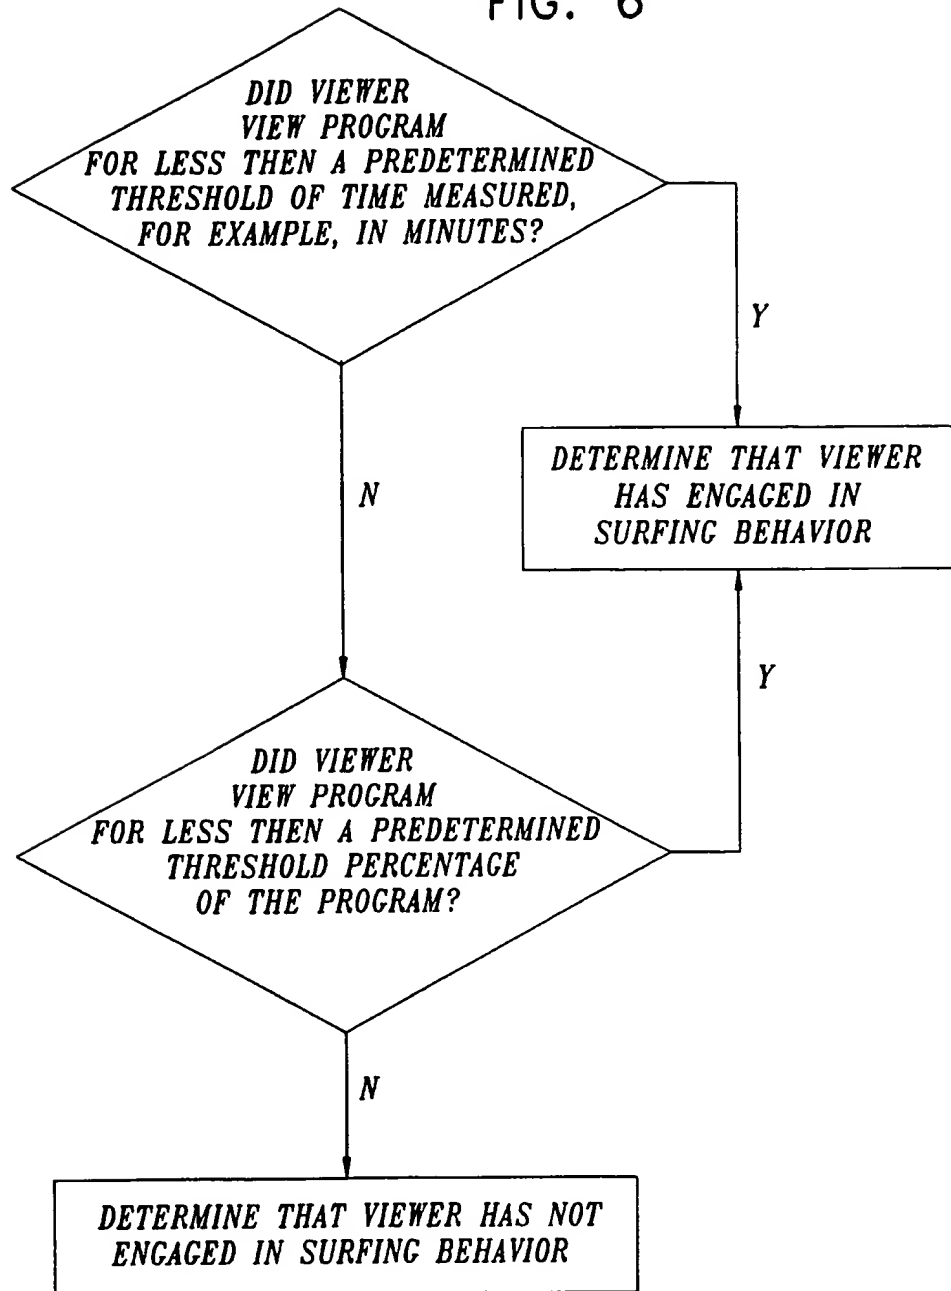 FIG. 6
DID VIEWER
VIEW PROGRAM
FOR LESS THEN A PREDETERMINED
THRESHOLD OF TIME MEASURED,
FOR EXAMPLE, IN MINUTES?
Y
N
DETERMINE THAT VIEWER
HAS ENGAGED IN
SURFING BEHAVIOR
Y
DID VIEWER
VIEW PROGRAM
FOR LESS THEN A PREDETERMINED
THRESHOLD PERCENTAGE
OF THE PROGRAM?
N
DETERMINE THAT VIEWER HAS NOT
ENGAGED IN SURFING BEHAVIOR